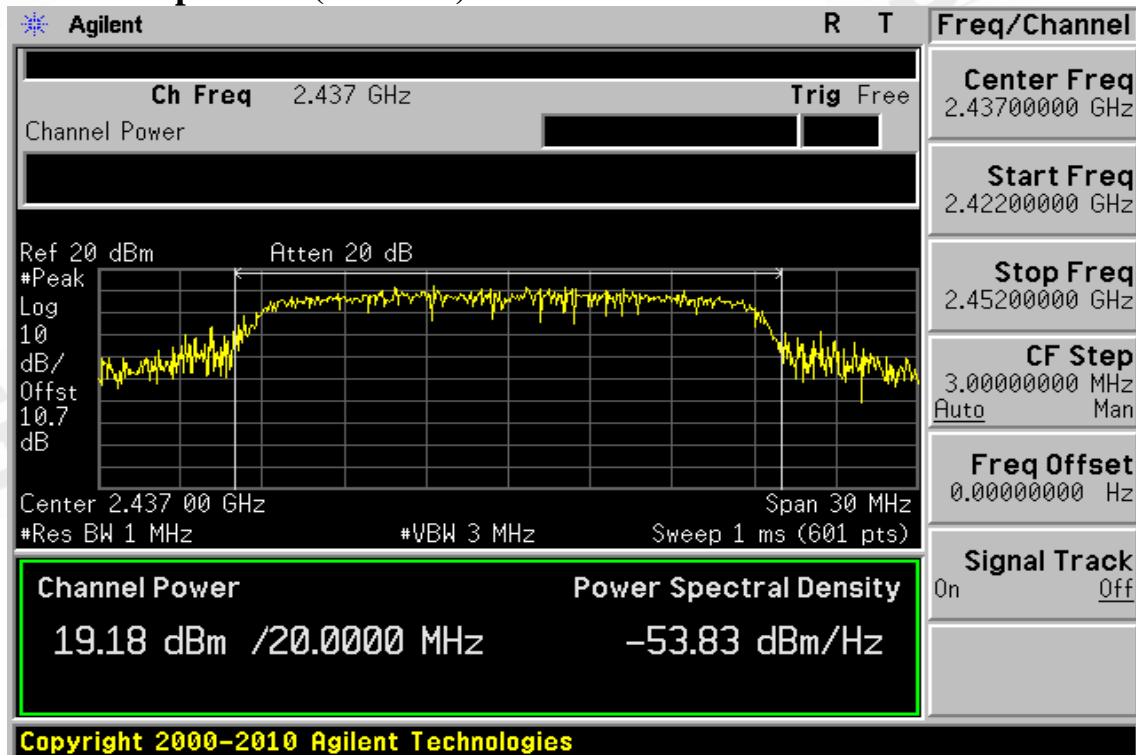 Agilent R T
Ch Freq 2.437 GHz Trig Free
Channel Power
Ref 20 dBm Atten 20 dB
#Peak
Log
10
dB/
Offst
10.7
dB
Center 2.437 00 GHz Span 30 MHz
#Res BW 1 MHz #VBW 3 MHz Sweep 1 ms (601 pts)
Channel Power Power Spectral Density
19.18 dBm /20.0000 MHz -53.83 dBm/Hz
Copyright 2000-2010 Agilent Technologies
Freq/Channel
Center Freq
2.43700000 GHz
Start Freq
2.42200000 GHz
Stop Freq
2.45200000 GHz
CF Step
3.00000000 MHz
Auto Man
Freq Offset
0.00000000 Hz
Signal Track
On Off